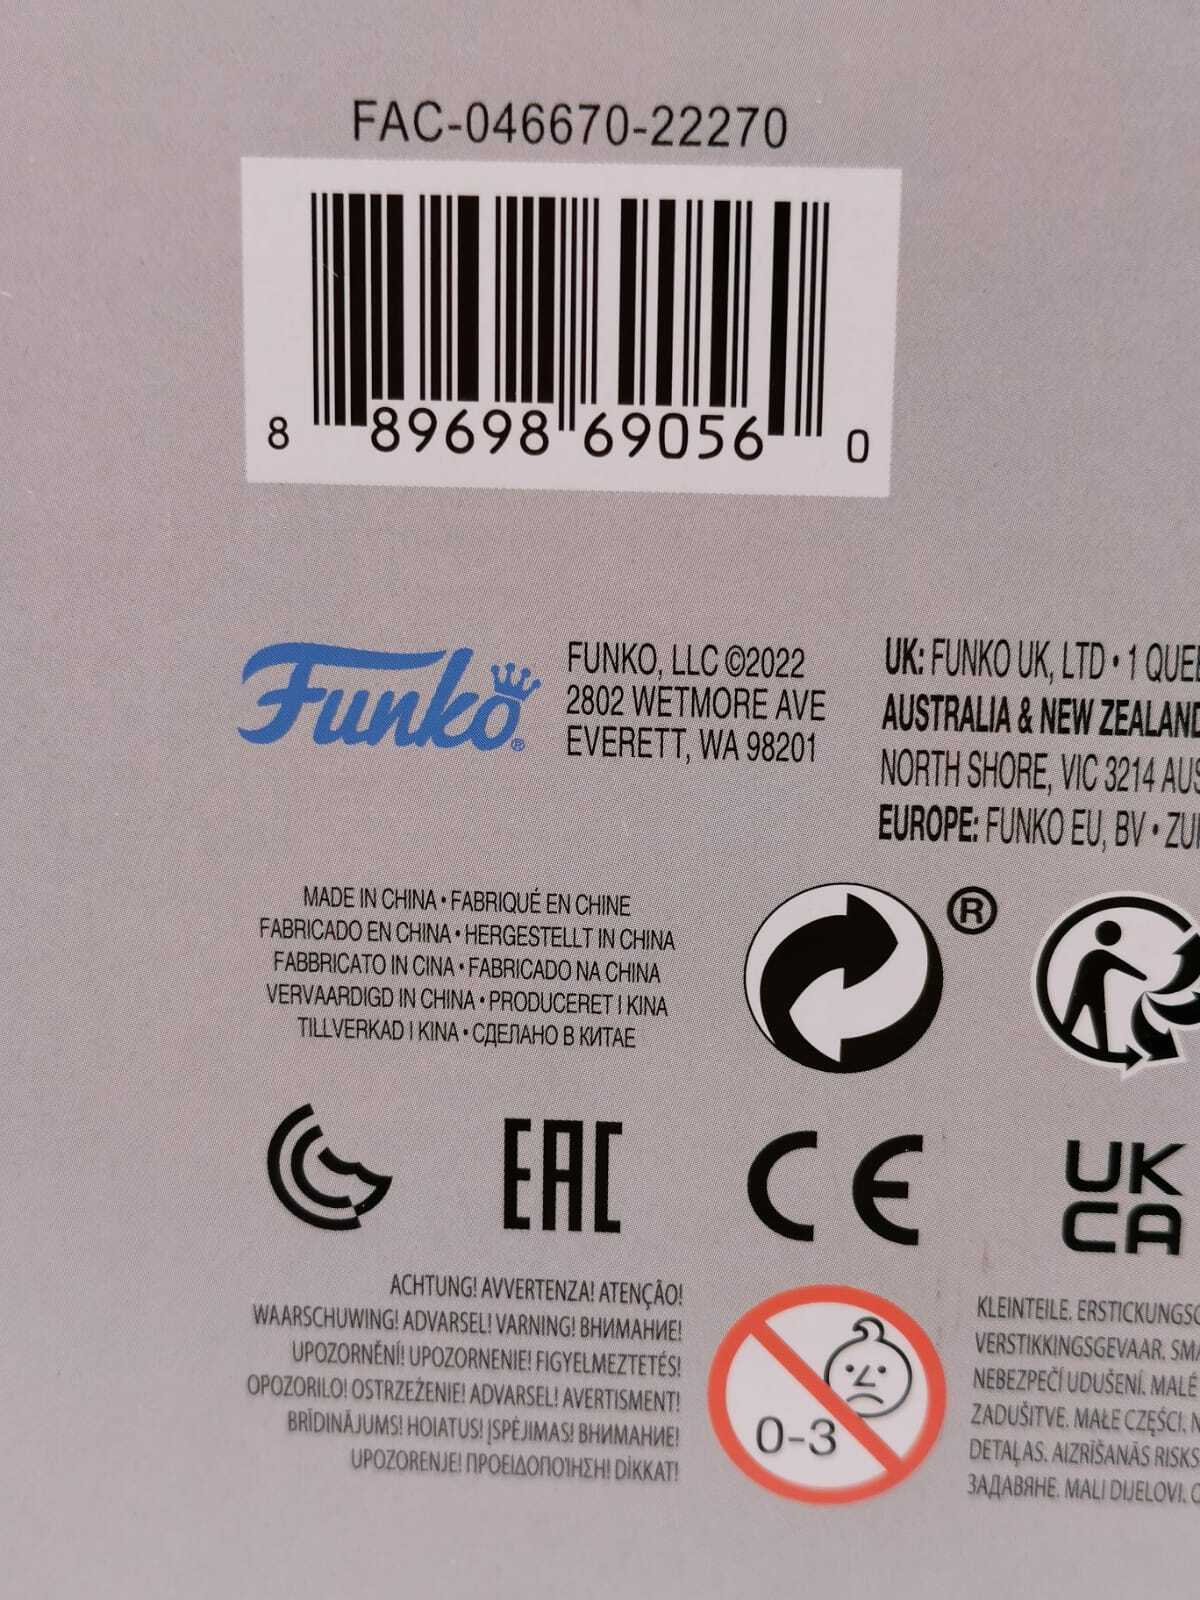 FAC-046670-22270
8 89698 69056 0
Funko®
FUNKO, LLC ©2022
2802 WETMORE AVE
EVERETT, WA 98201
UK: FUNKO UK, LTD • 1
AUSTRALIA & NEW ZEALAND
NORTH SHORE, VIC 3214
EUROPE: FUNKO EU, BV •
MADE IN CHINA • FABRIQUÉ EN CHINE
FABRICADO EN CHINA • HERGESTELLT IN CHINA
FABBRICATO IN CINA • FABRICADO NA CHINA
VERVAARDIGD IN CHINA • PRODUCERET I KINA
TILLVERKAD I KINA • СДЕЛАНО В КИТАЕ
®
EAC
CE
UK
CA
ACHTUNG! AVVERTENZA! ATENÇÃO!
WAARSCHUWING! ADVARSEL! VARNING! ВНИМАНИЕ!
UPOZORNĚNÍ! UPOZORNENIE! FIGYELMEZTETÉS!
OPOZORILO! OSTRZEŻENIE! ADVARSEL! AVERTISMENT!
BRĪDINĀJUMS! HOIATUS! ĮSPĖJIMAS! ВНИМАНИЕ!
UPOZORENJE! ΠΡΟΕΙΔΟΠΟΊΗΣΗ! DİKKAT!
0-3
KLEINTEILE.
VERSTIKKINGSGEVAAR.
NEBEZPEČÍ UDUŠENÍ. MALÉ
ZADUŠITVE. MAŁE CZĘŚCI.
DETAĻAS. AIZRĪŠANĀS RISKS
ЗАДАВЯНЕ. MALI DIJELOVI.